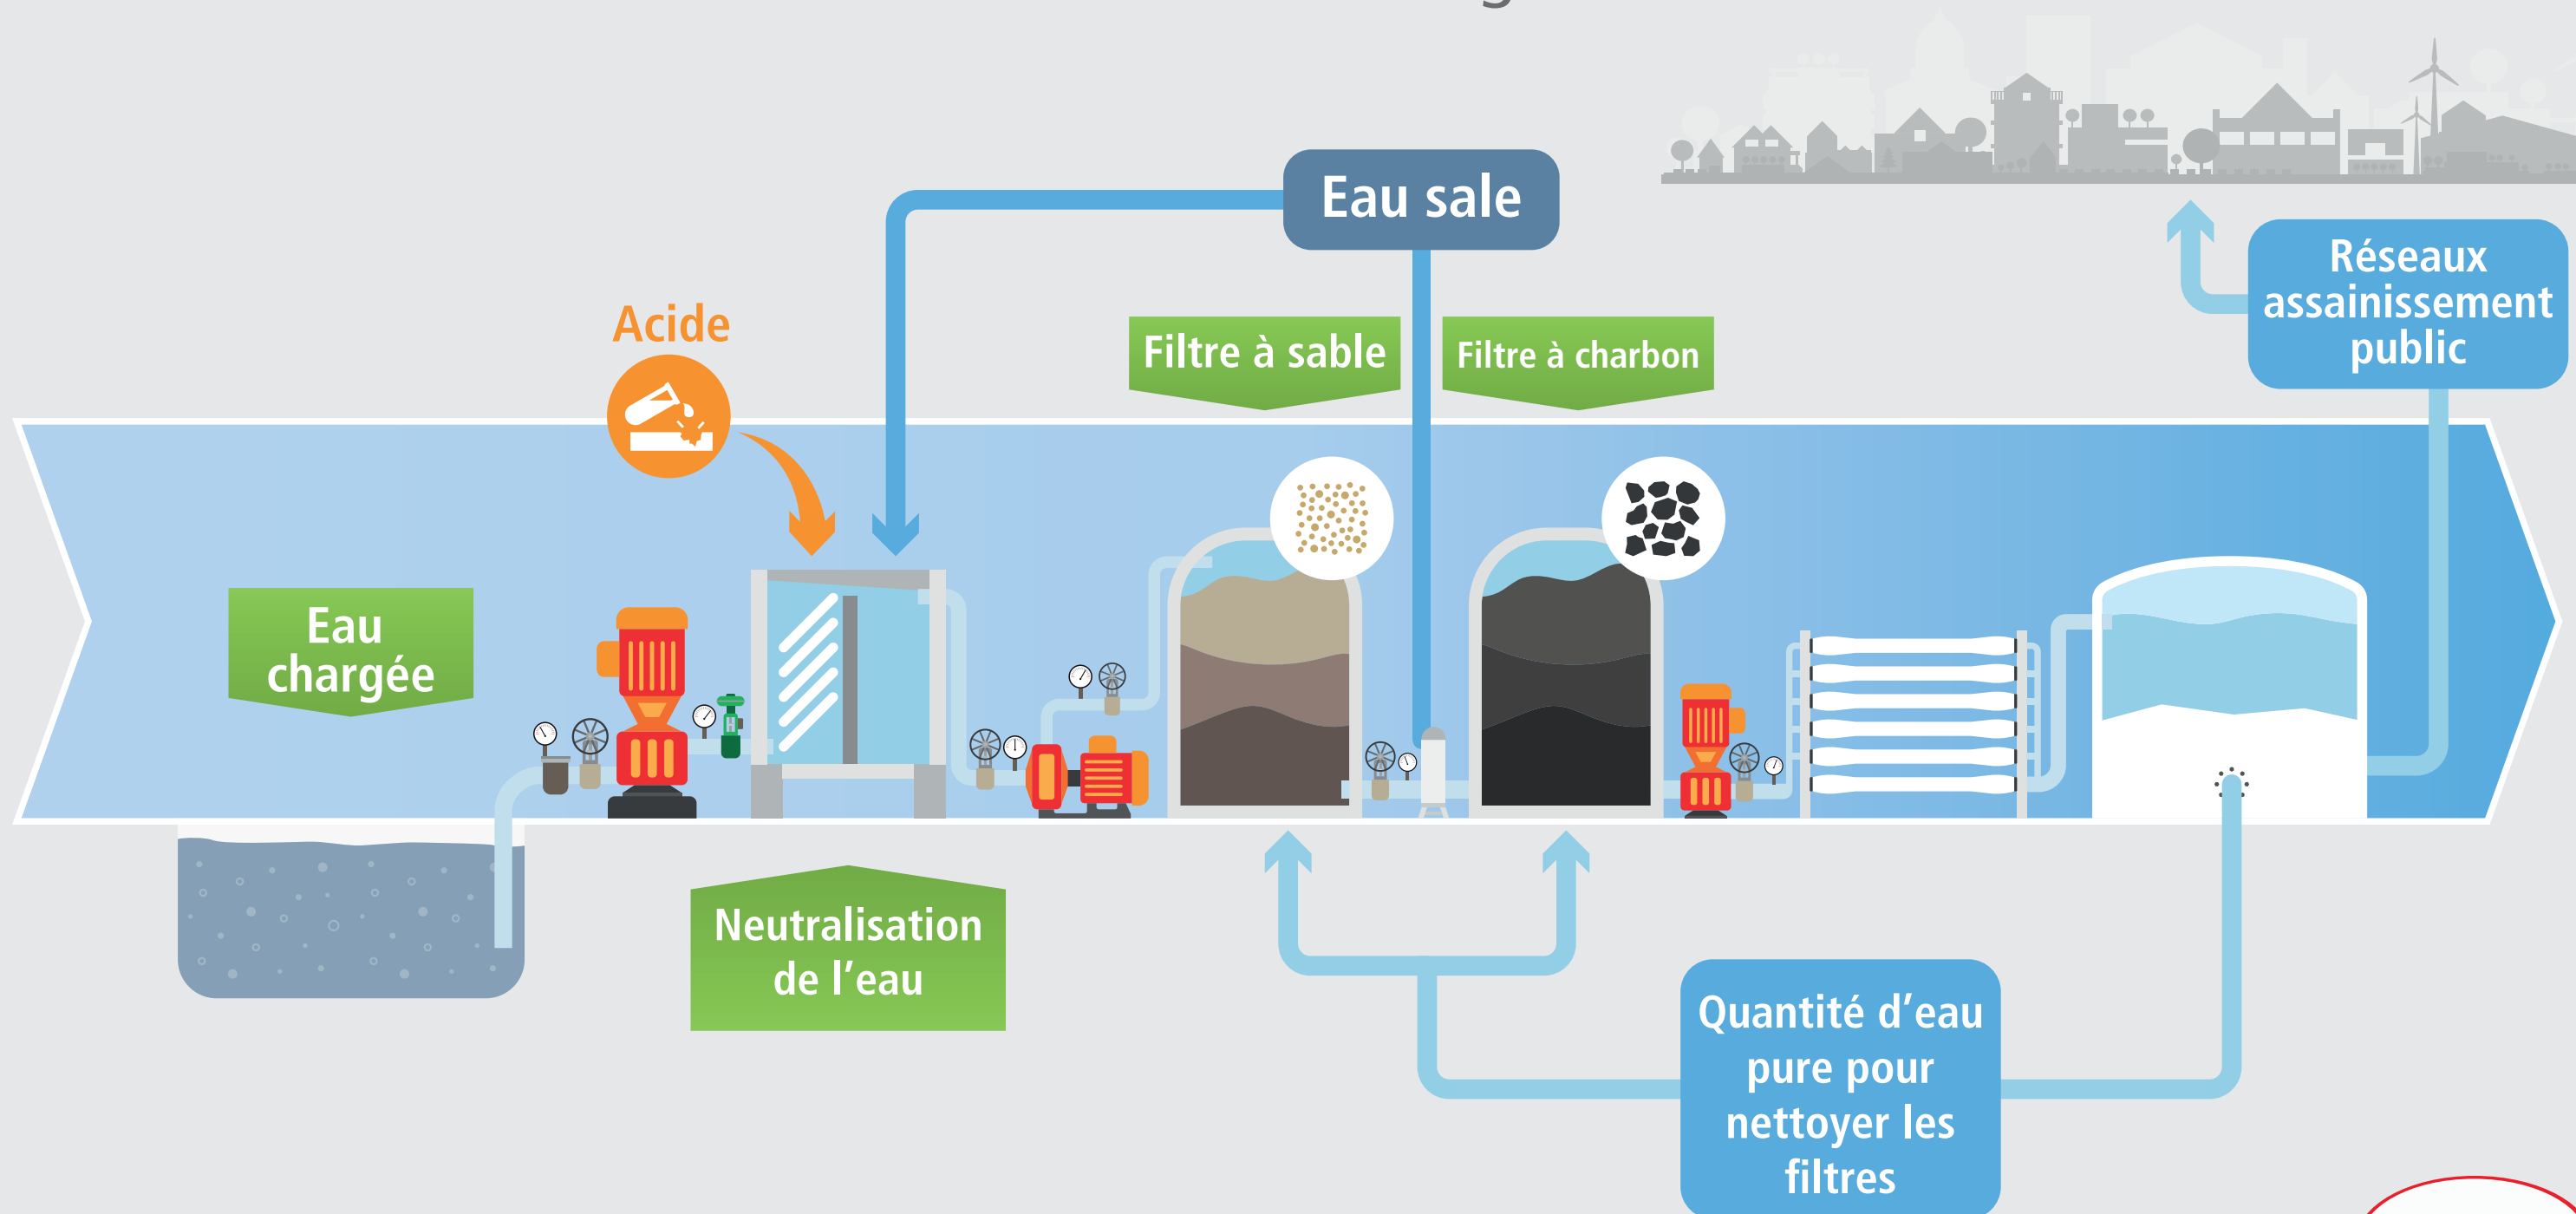 Eau sale
Réseaux
assainissement
public
Acide
Filtre à sable
Filtre à charbon
Eau
chargée
Neutralisation
de l’eau
Quantité d’eau
pure pour
nettoyer les
filtres